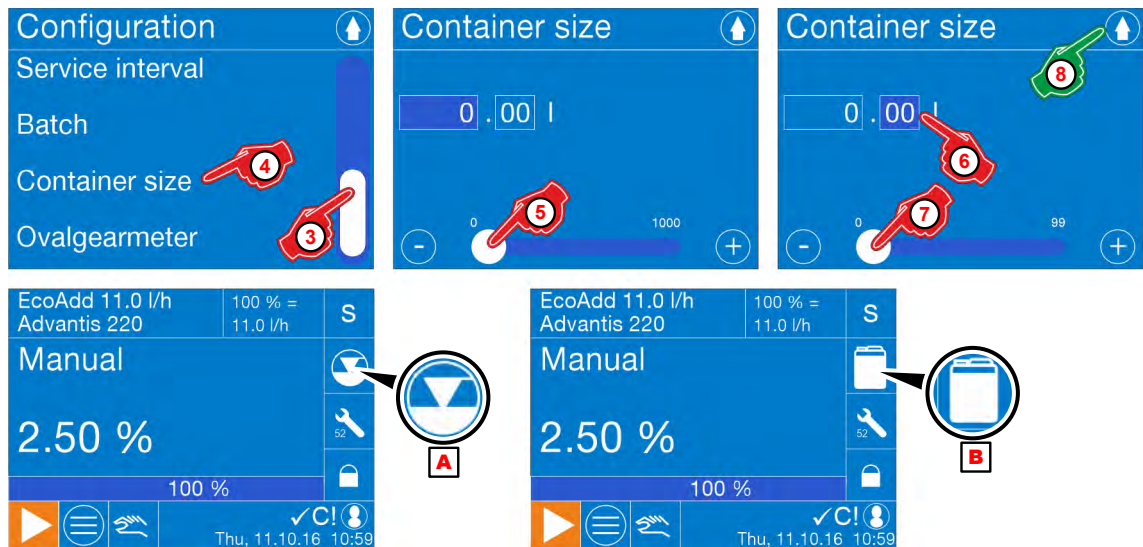 Configuration
Service interval
Batch
Container size
Ovalgearmeter
4
3
Container size
0 . 00 l
5
0 1000
- +
Container size
8
0 . 00 l
6
7
0 99
- +
EcoAdd 11.0 l/h
Advantis 220
100 % =
11.0 l/h
S
Manual
2.50 %
52
100 %
✓C!
Thu, 11.10.16 10:59
A
EcoAdd 11.0 l/h
Advantis 220
100 % =
11.0 l/h
S
Manual
2.50 %
52
100 %
✓C!
Thu, 11.10.16 10:59
B